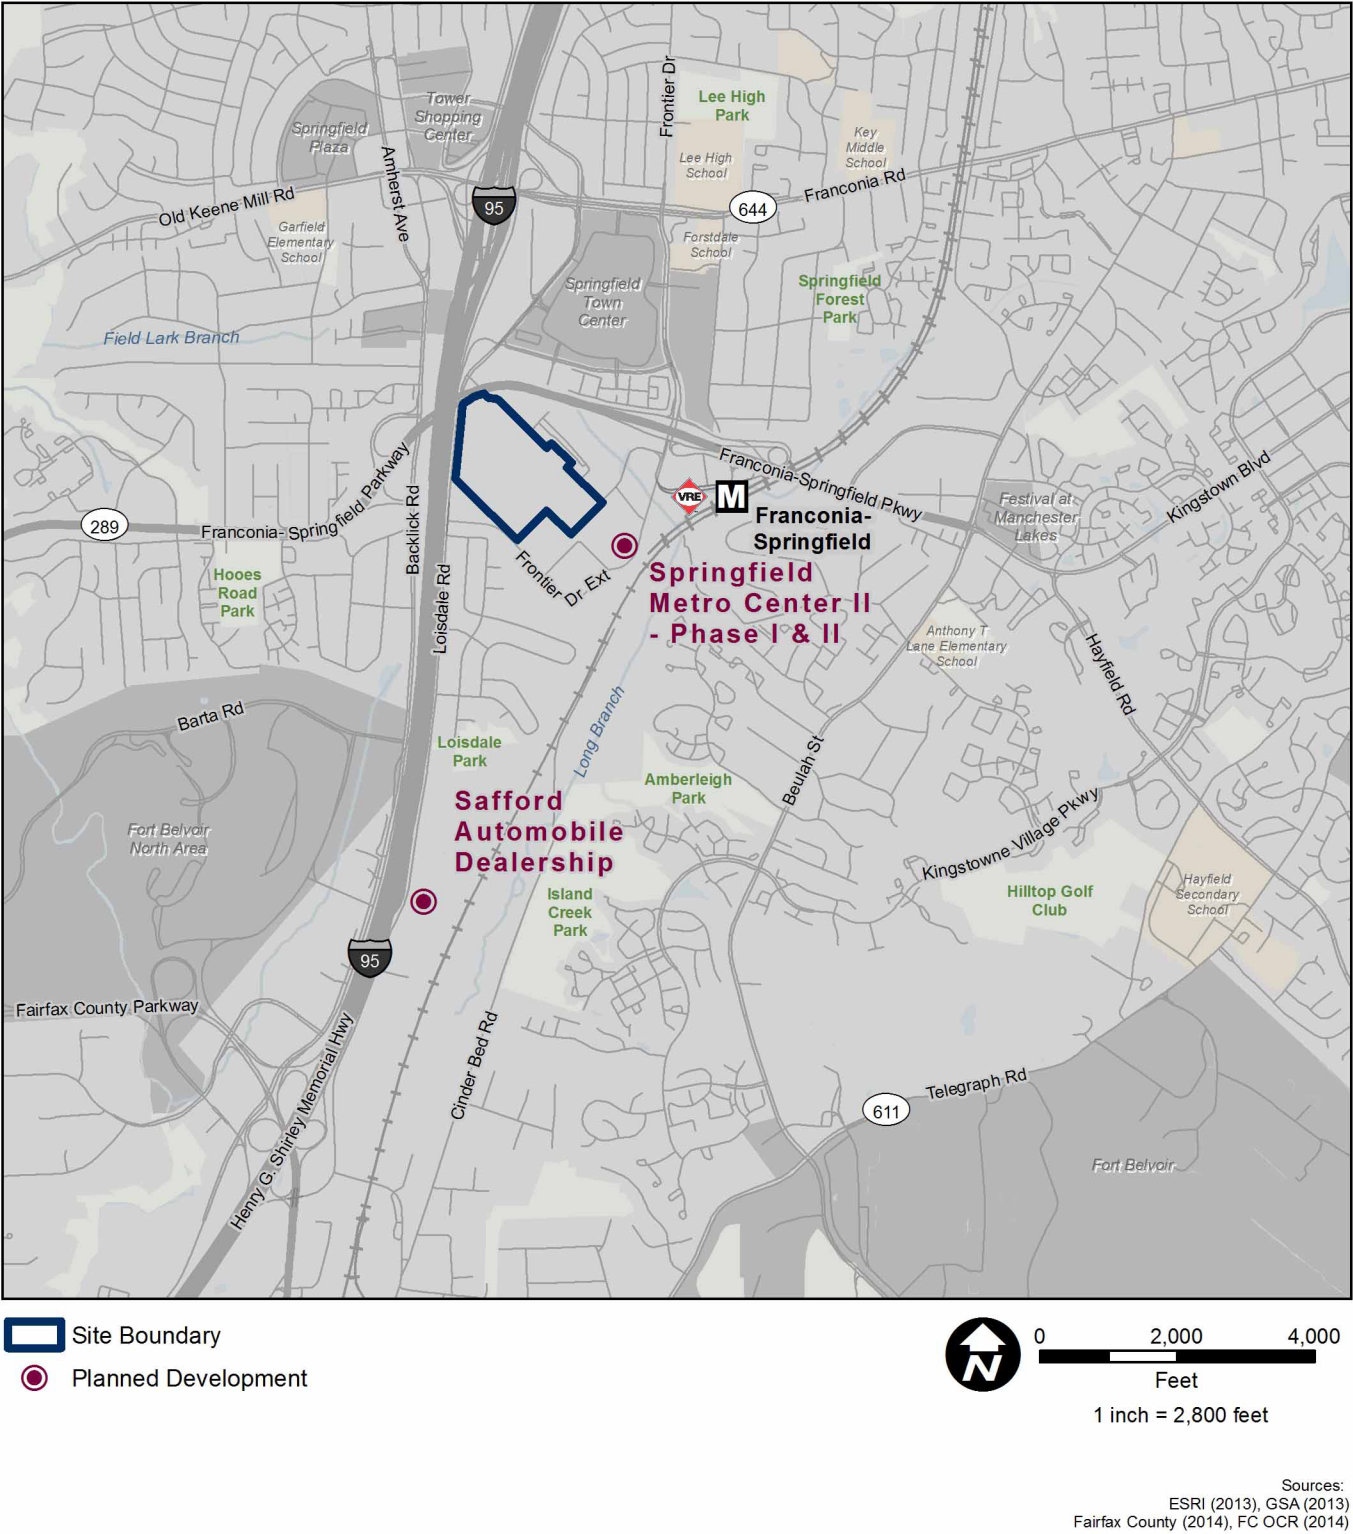 Lee High
Park
Frontier Dr
Tower
Shopping
Center
Springfield
Plaza
Key
Middle
School
Lee High
School
Amherst Ave
Franconia Rd
Old Keene Mill Rd
95
644
Garfield
Elementary
School
Forstdale
School
Springfield
Town
Center
Springfield
Forest
Park
Field Lark Branch
Franconia-Springfield Pkwy
Kingstown Blvd
VRE
M
Franconia-
Springfield
Festival at
Manchester
Lakes
289
Franconia- Springfield Parkway
Backlick Rd
Loisdale Rd
Frontier Dr Ext
Hooes
Road
Park
Springfield
Metro Center II
- Phase I & II
Anthony T
Lane Elementary
School
Hayfield Rd
Barta Rd
Long Branch
Loisdale
Park
Beulah St
Amberleigh
Park
Safford
Automobile
Dealership
Kingstowne Village Pkwy
Fort Belvoir
North Area
Island
Creek
Park
Hilltop Golf
Club
Hayfield
Secondary
School
95
Fairfax County Parkway
Henry G. Shirley Memorial Hwy
Cinder Bed Rd
Telegraph Rd
611
Fort Belvoir
Site Boundary
Planned Development
N
0 2,000 4,000
Feet
1 inch = 2,800 feet
Sources:
ESRI (2013), GSA (2013)
Fairfax County (2014), FC OCR (2014)